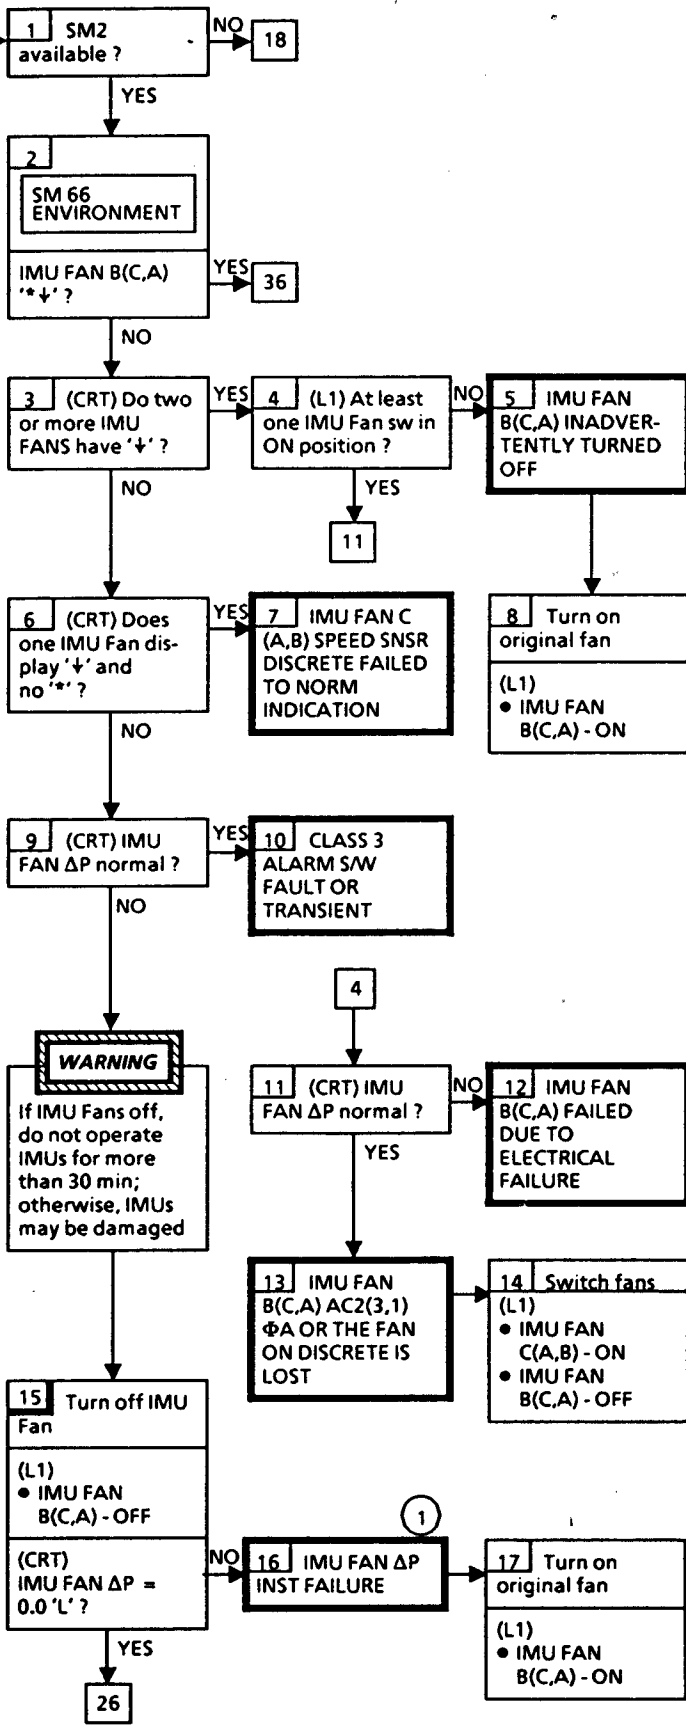 1 SM2
available ?
NO
18
YES
2
SM 66
ENVIRONMENT
IMU FAN B(C,A)
'*↓' ?
YES
36
NO
3 (CRT) Do two
or more IMU
FANS have '↓' ?
YES
4 (L1) At least
one IMU Fan sw in
ON position ?
NO
5 IMU FAN
B(C,A) INADVER-
TENTLY TURNED
OFF
NO
YES
11
6 (CRT) Does
one IMU Fan dis-
play '↓' and
no '*' ?
YES
7 IMU FAN C
(A,B) SPEED SNSR
DISCRETE FAILED
TO NORM
INDICATION
8 Turn on
original fan
(L1)
● IMU FAN
B(C,A) - ON
NO
9 (CRT) IMU
FAN ΔP normal ?
YES
10 CLASS 3
ALARM S/W
FAULT OR
TRANSIENT
NO
4
WARNING
If IMU Fans off,
do not operate
IMUs for more
than 30 min;
otherwise, IMUs
may be damaged
11 (CRT) IMU
FAN ΔP normal ?
NO
12 IMU FAN
B(C,A) FAILED
DUE TO
ELECTRICAL
FAILURE
YES
13 IMU FAN
B(C,A) AC2(3,1)
ΦA OR THE FAN
ON DISCRETE IS
LOST
14 Switch fans
(L1)
● IMU FAN
C(A,B) - ON
● IMU FAN
B(C,A) - OFF
15 Turn off IMU
Fan
(L1)
● IMU FAN
B(C,A) - OFF
(CRT)
IMU FAN ΔP =
0.0 'L' ?
NO
1
16 IMU FAN ΔP
INST FAILURE
17 Turn on
original fan
(L1)
● IMU FAN
B(C,A) - ON
YES
26